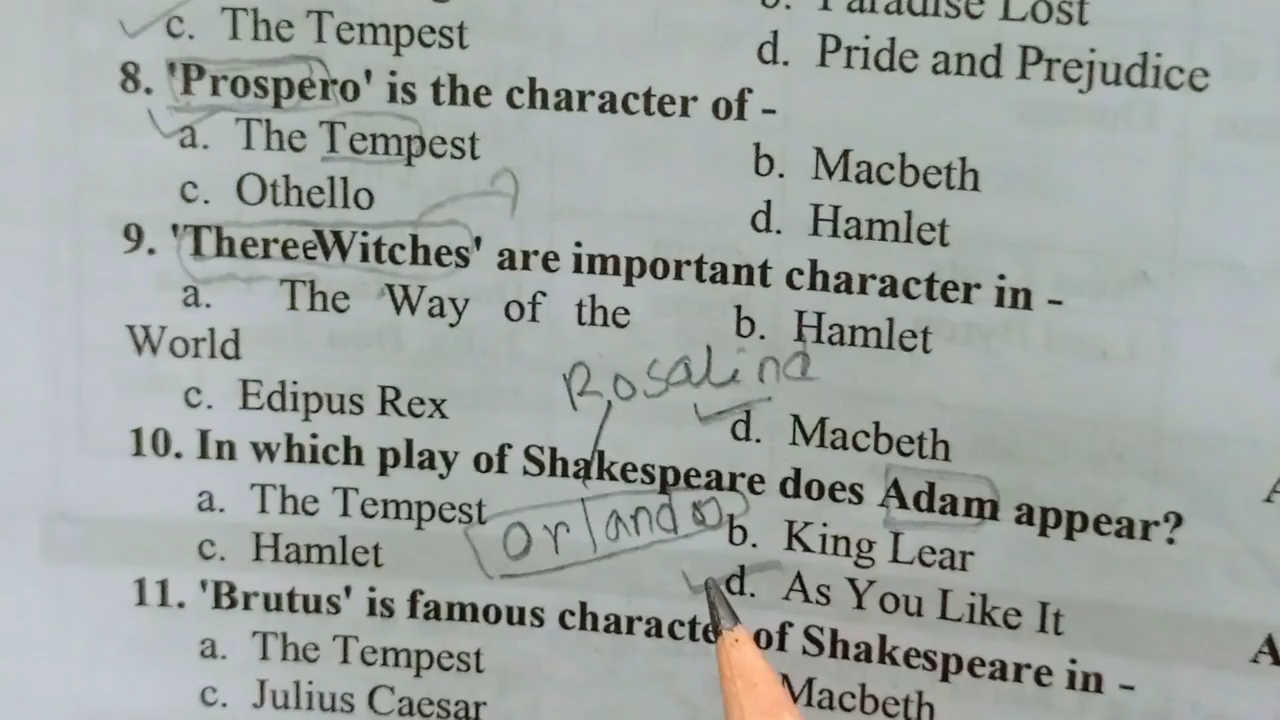 c. The Tempest
Paradise Lost
d. Pride and Prejudice
8. 'Prospero' is the character of -
a. The Tempest
b. Macbeth
c. Othello
d. Hamlet
9. 'ThereeWitches' are important character in -
a. The Way of the World
b. Hamlet
c. Edipus Rex
Rosalind
d. Macbeth
10. In which play of Shakespeare does Adam appear?
a. The Tempest
orlando
b. King Lear
c. Hamlet
d. As You Like It
11. 'Brutus' is famous characte of Shakespeare in -
a. The Tempest
Macbeth
c. Julius Caesar